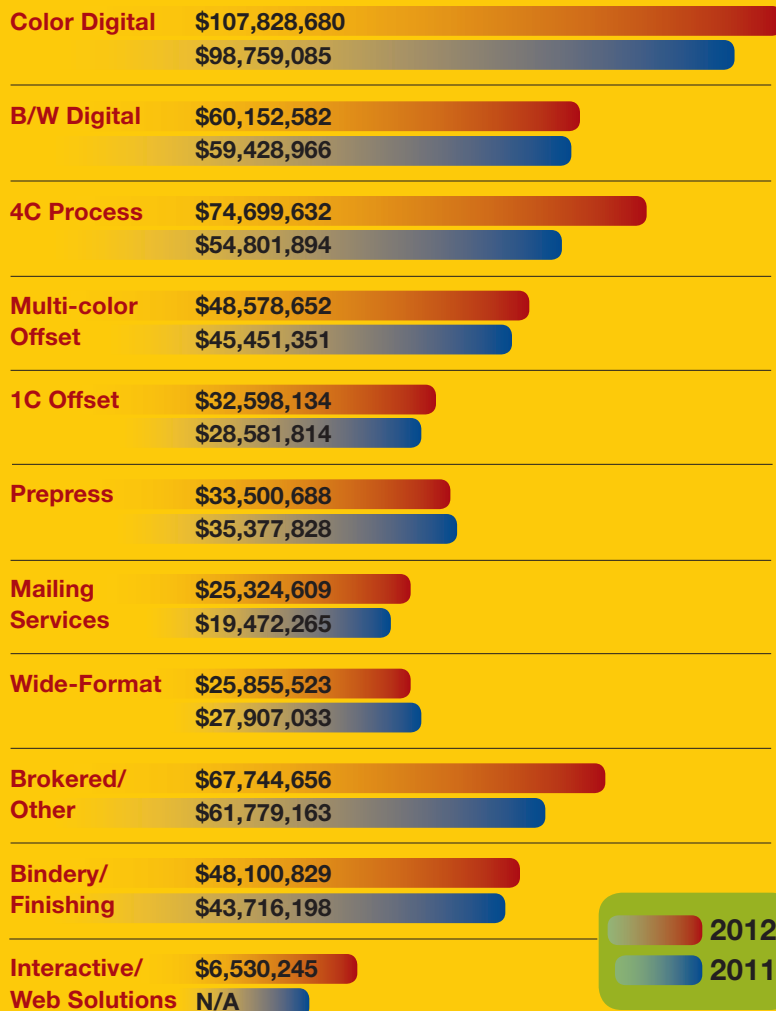 Color Digital $107,828,680
$98,759,085
B/W Digital $60,152,582
$59,428,966
4C Process $74,699,632
$54,801,894
Multi-color $48,578,652
Offset $45,451,351
1C Offset $32,598,134
$28,581,814
Prepress $33,500,688
$35,377,828
Mailing $25,324,609
Services $19,472,265
Wide-Format $25,855,523
$27,907,033
Brokered/ $67,744,656
Other $61,779,163
Bindery/ $48,100,829
Finishing $43,716,198
2012
2011
Interactive/ $6,530,245
Web Solutions N/A